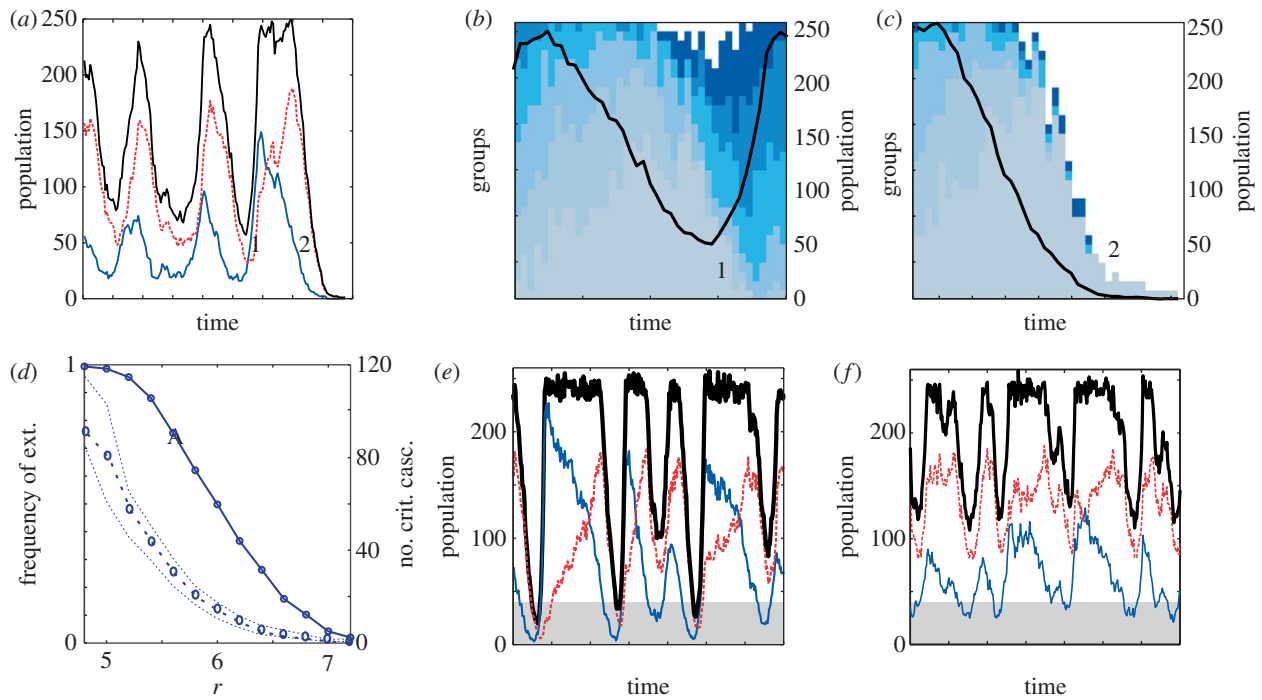 (a)
250
200
150
100
50
0
population
time
1
2
(b)
groups
250
200
150
100
50
0
population
time
1
(c)
groups
250
200
150
100
50
0
population
time
2
(d)
1
0
frequency of ext.
A
120
80
40
0
no. crit. casc.
5 6 7
r
(e)
200
100
0
population
time
(f)
200
150
100
50
0
population
time